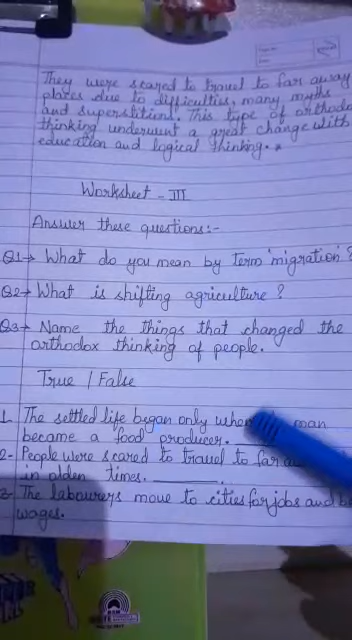 They were scared to travel to far away
places due to difficulties, many myths
and superstitions. This type of orthodox
thinking underwent a great change with
education and logical thinking.
Worksheet - III
Answer these questions:-
Q1→ What do you mean by term 'migration'?
Q2→ What is shifting agriculture?
Q3→ Name the things that changed the
orthodox thinking of people.
True / False
1. The settled life began only when man
became a food producer.
2- People were scared to travel to far
in olden times. ________.
3- The labourers move to cities for jobs and
wages.